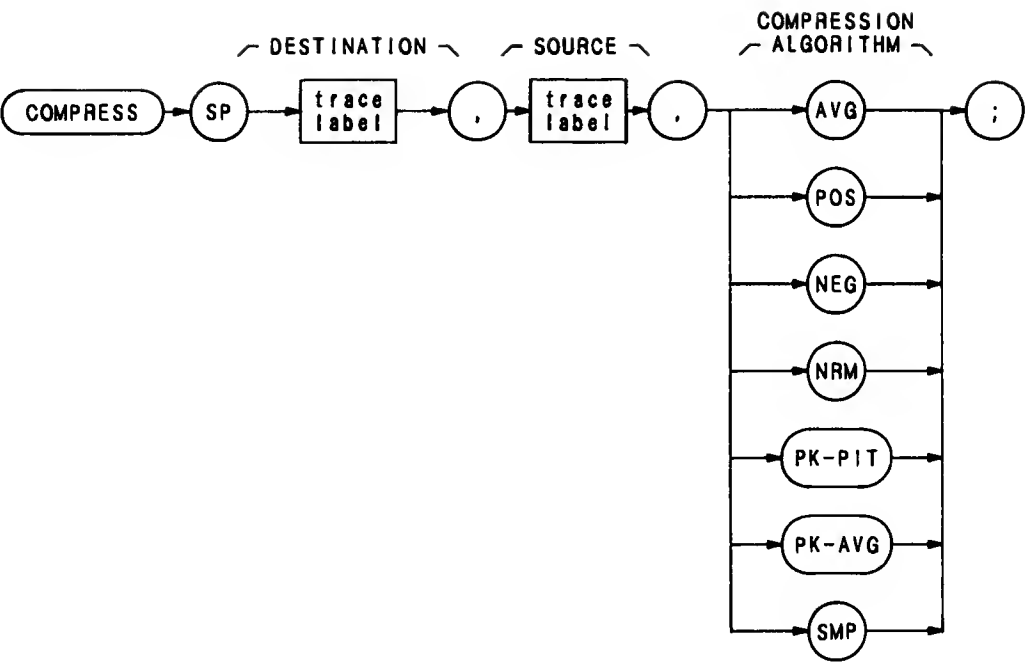 DESTINATION
SOURCE
COMPRESSION
ALGORITHM
COMPRESS SP trace label , trace label , AVG ;
POS
NEG
NRM
PK-PIT
PK-AVG
SMP